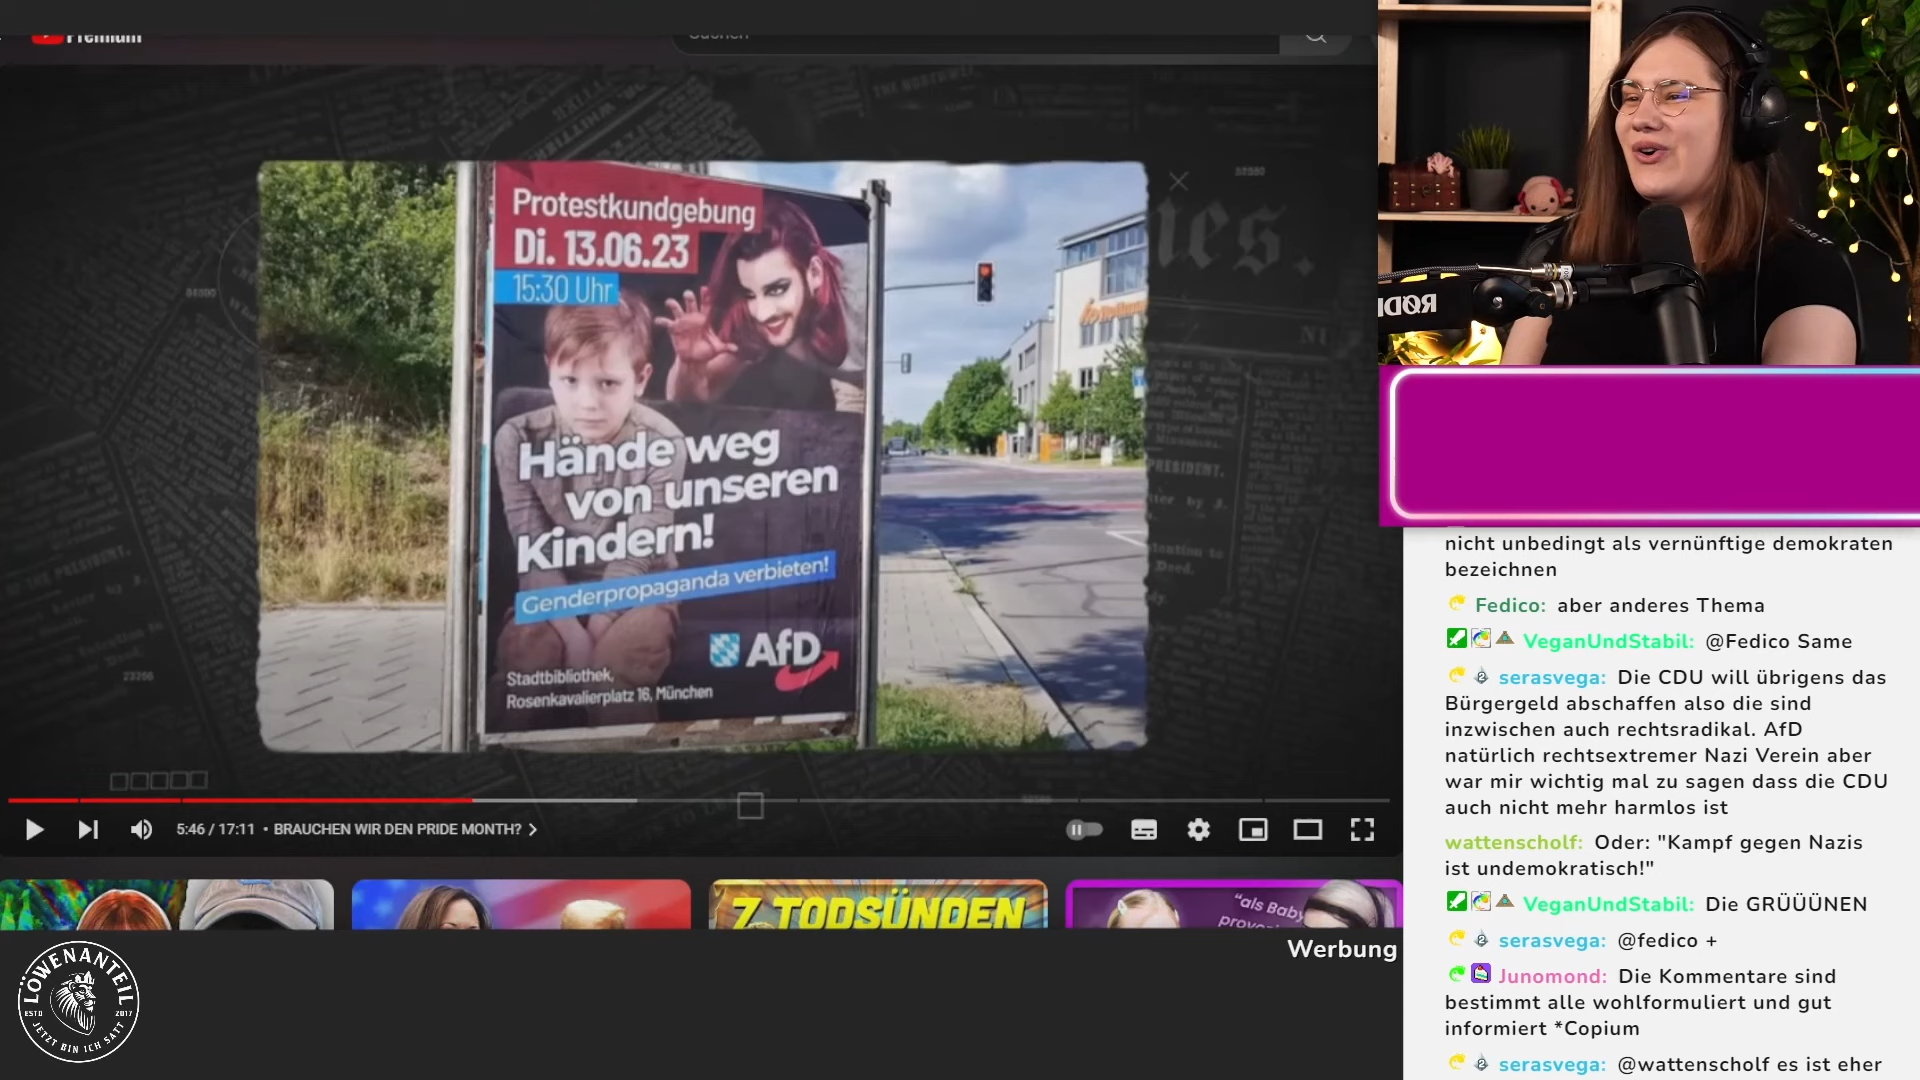 Premium
Suchen
Protestkundgebung
Di. 13.06.23
15:30 Uhr
Hände weg
von unseren
Kindern!
Genderpropaganda verbieten!
AfD
Stadtbibliothek,
Rosenkavalierplatz 16, München
ies.
PRESIDENT.
5:46 / 17:11 • BRAUCHEN WIR DEN PRIDE MONTH?
7 TODSÜNDEN
"als Baby
Werbung
LÖWENANTEIL
ESTD 2017
JETZT BIN ICH SATT
RØDE
nicht unbedingt als vernünftige demokraten
bezeichnen
Fedico: aber anderes Thema
VeganUndStabil: @Fedico Same
serasvega: Die CDU will übrigens das
Bürgergeld abschaffen also die sind
inzwischen auch rechtsradikal. AfD
natürlich rechtsextremer Nazi Verein aber
war mir wichtig mal zu sagen dass die CDU
auch nicht mehr harmlos ist
wattenscholf: Oder: "Kampf gegen Nazis
ist undemokratisch!"
VeganUndStabil: Die GRÜÜÜNEN
serasvega: @fedico +
Junomond: Die Kommentare sind
bestimmt alle wohlformuliert und gut
informiert *Copium
serasvega: @wattenscholf es ist eher